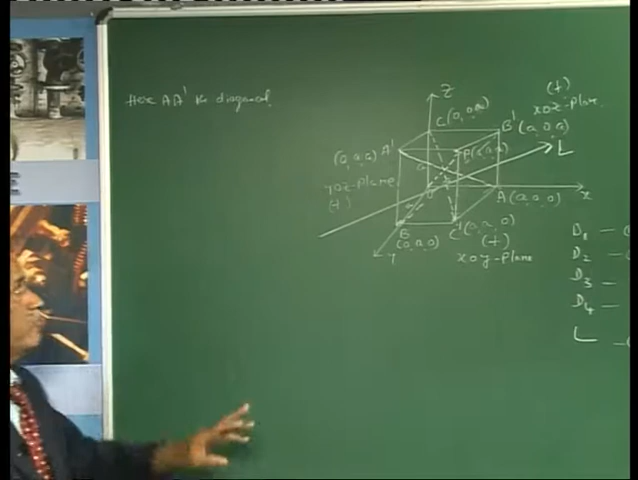 Here AA' is diagonal.
Z
(+)
xoz-plane.
C(0,0,a)
B'(a,0,a)
(0,a,a) A'
P(a,a,a)
L
yoz-plane
(+)
a
O
A(a,0,0)
x
B
(0,a,0)
C'(a,a,0)
(+)
xoy-plane
Y
D1 –
D2 –
D3 –
D4 –
L –